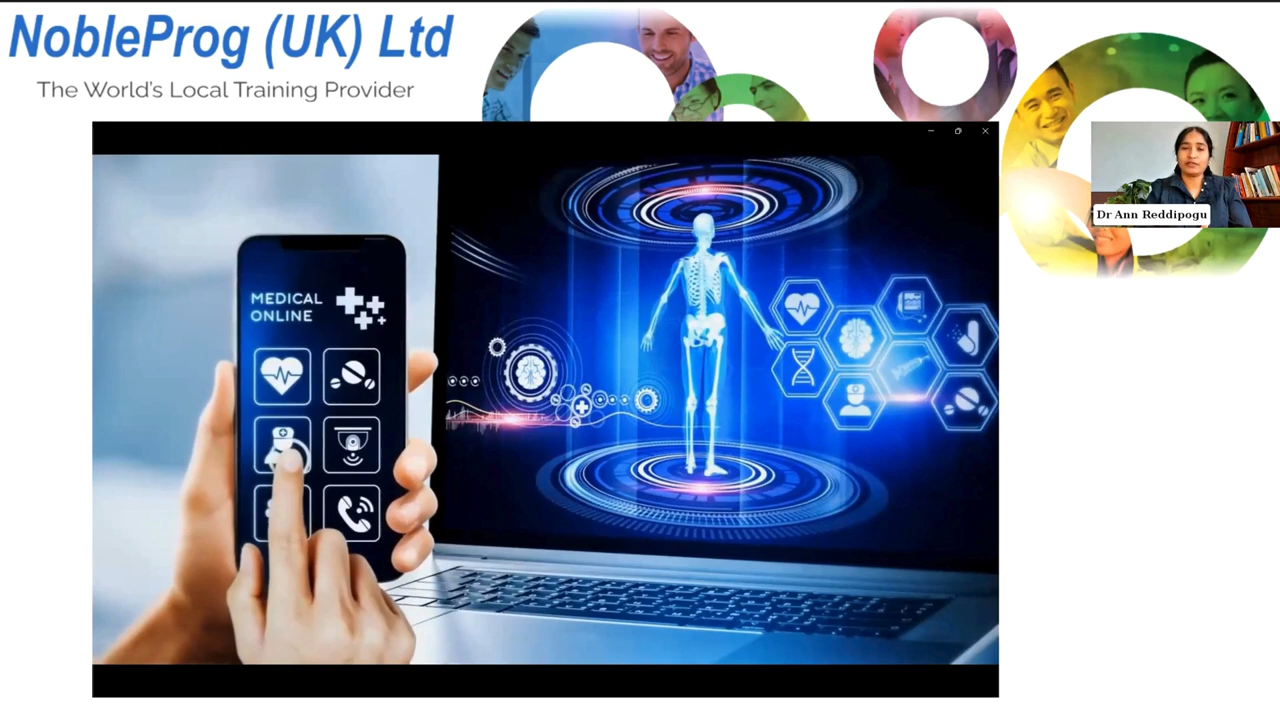 NobleProg (UK) Ltd
The World's Local Training Provider
MEDICAL
ONLINE
Dr Ann Reddipogu